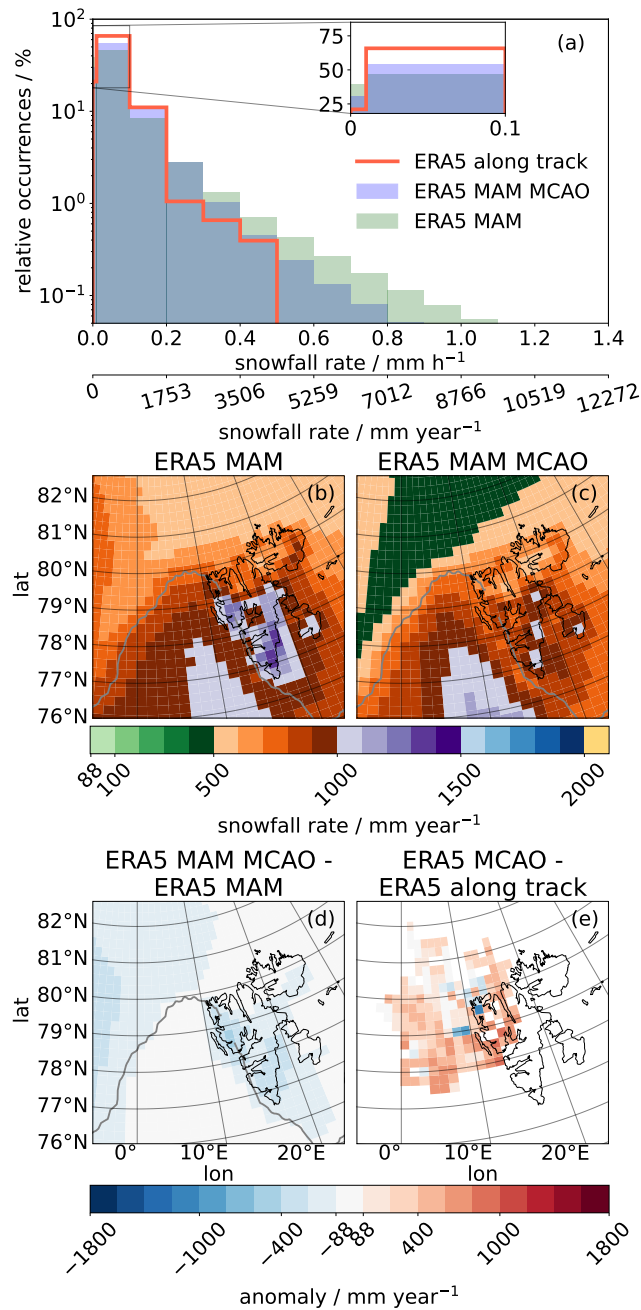 10²
10¹
10⁰
10⁻¹
relative occurrences / %
75
50
25
0
0.1
(a)
ERA5 along track
ERA5 MAM MCAO
ERA5 MAM
0.0 0.2 0.4 0.6 0.8 1.0 1.2 1.4
snowfall rate / mm h⁻¹
0 1753 3506 5259 7012 8766 10519 12272
snowfall rate / mm year⁻¹
ERA5 MAM
ERA5 MAM MCAO
(b)
(c)
82°N
81°N
80°N
79°N
78°N
77°N
76°N
lat
88 100 500 1000 1500 2000
snowfall rate / mm year⁻¹
ERA5 MAM MCAO -
ERA5 MAM
ERA5 MCAO -
ERA5 along track
(d)
(e)
82°N
81°N
80°N
79°N
78°N
77°N
76°N
lat
0° 10°E 20°E
lon
0° 10°E 20°E
lon
−1800 −1000 −400 −88 88 400 1000 1800
anomaly / mm year⁻¹